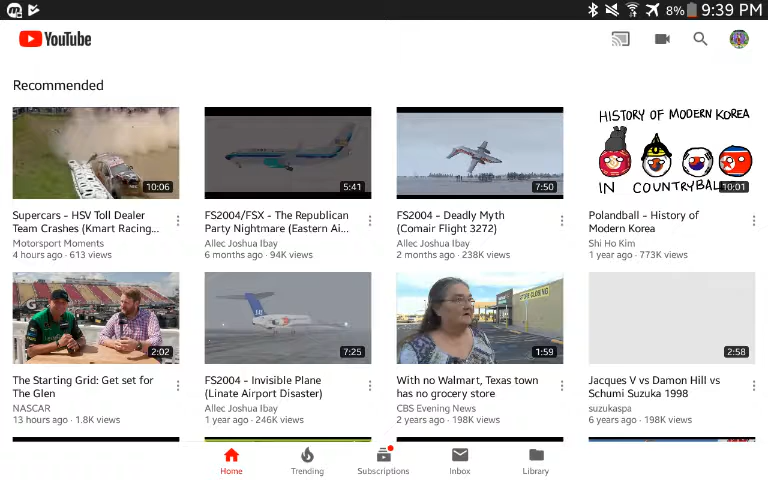 8% 9:39 PM
YouTube
Recommended
10:06
5:41
7:50
HISTORY OF MODERN KOREA
IN COUNTRYBAL
10:01
Supercars - HSV Toll Dealer
Team Crashes (Kmart Racing...
Motorsport Moments
4 hours ago · 613 views
FS2004/FSX - The Republican
Party Nightmare (Eastern Ai...
Allec Joshua Ibay
6 months ago · 94K views
FS2004 - Deadly Myth
(Comair Flight 3272)
Allec Joshua Ibay
2 months ago · 238K views
Polandball - History of
Modern Korea
Shi Ho Kim
1 year ago · 773K views
2:02
7:25
1:59
2:58
The Starting Grid: Get set for
The Glen
NASCAR
13 hours ago · 1.8K views
FS2004 - Invisible Plane
(Linate Airport Disaster)
Allec Joshua Ibay
1 year ago · 246K views
With no Walmart, Texas town
has no grocery store
CBS Evening News
2 years ago · 198K views
Jacques V vs Damon Hill vs
Schumi Suzuka 1998
suzukaspa
6 years ago · 198K views
Home
Trending
Subscriptions
Inbox
Library